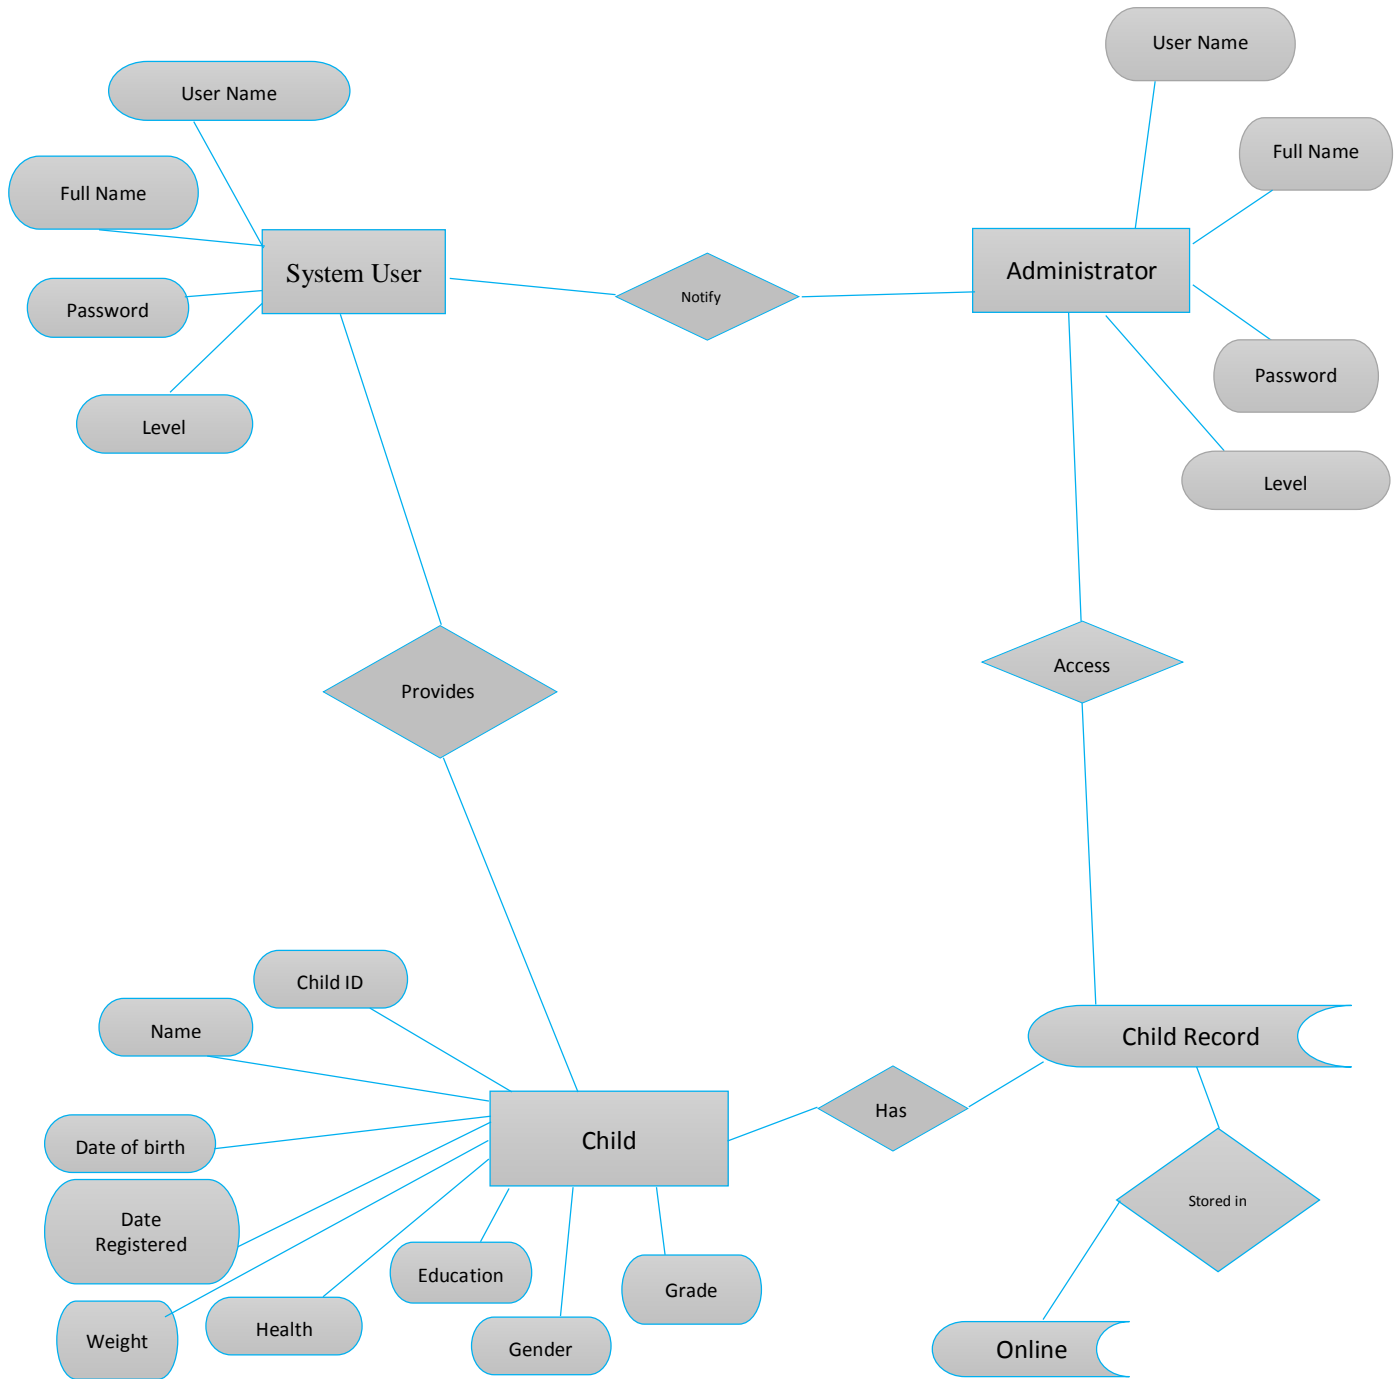 User Name
User Name
Full Name
Full Name
System User
Notify
Administrator
Password
Password
Level
Level
Provides
Access
Child ID
Name
Child Record
Date of birth
Child
Has
Date
Registered
Stored in
Education
Grade
Weight
Health
Gender
Online